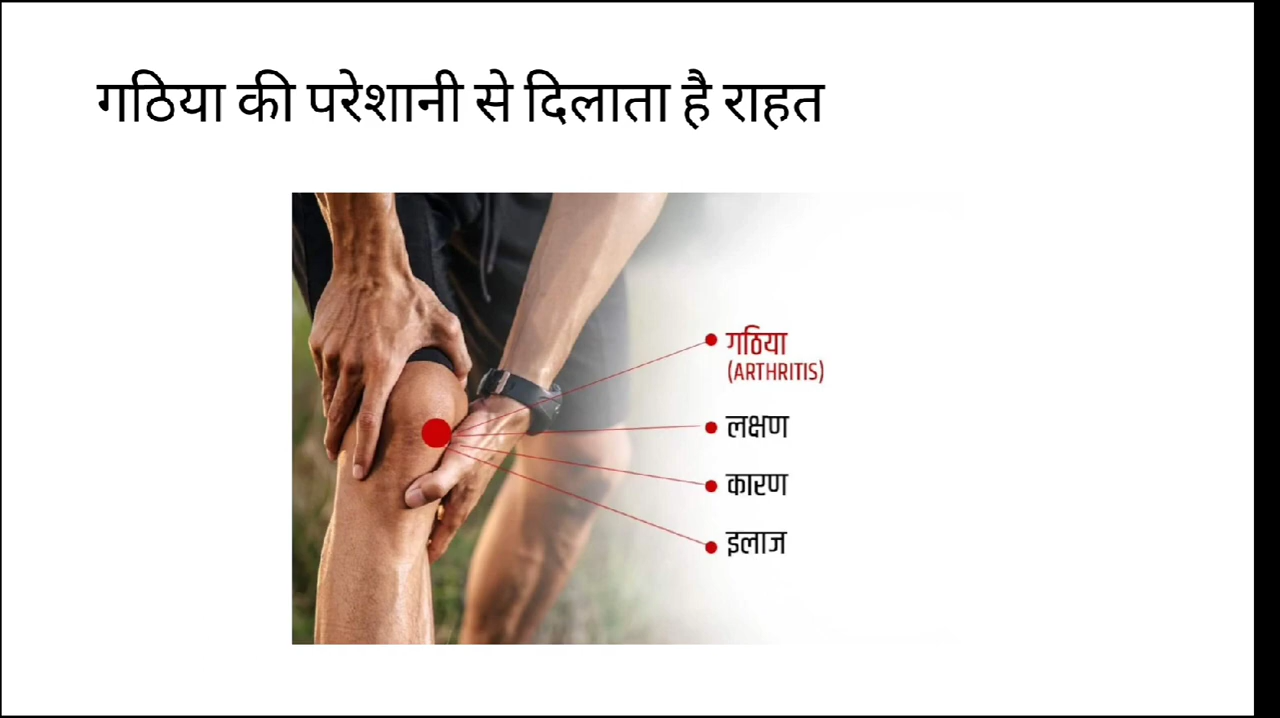 गठिया की परेशानी से दिलाता है राहत
गठिया
(ARTHRITIS)
लक्षण
कारण
इलाज